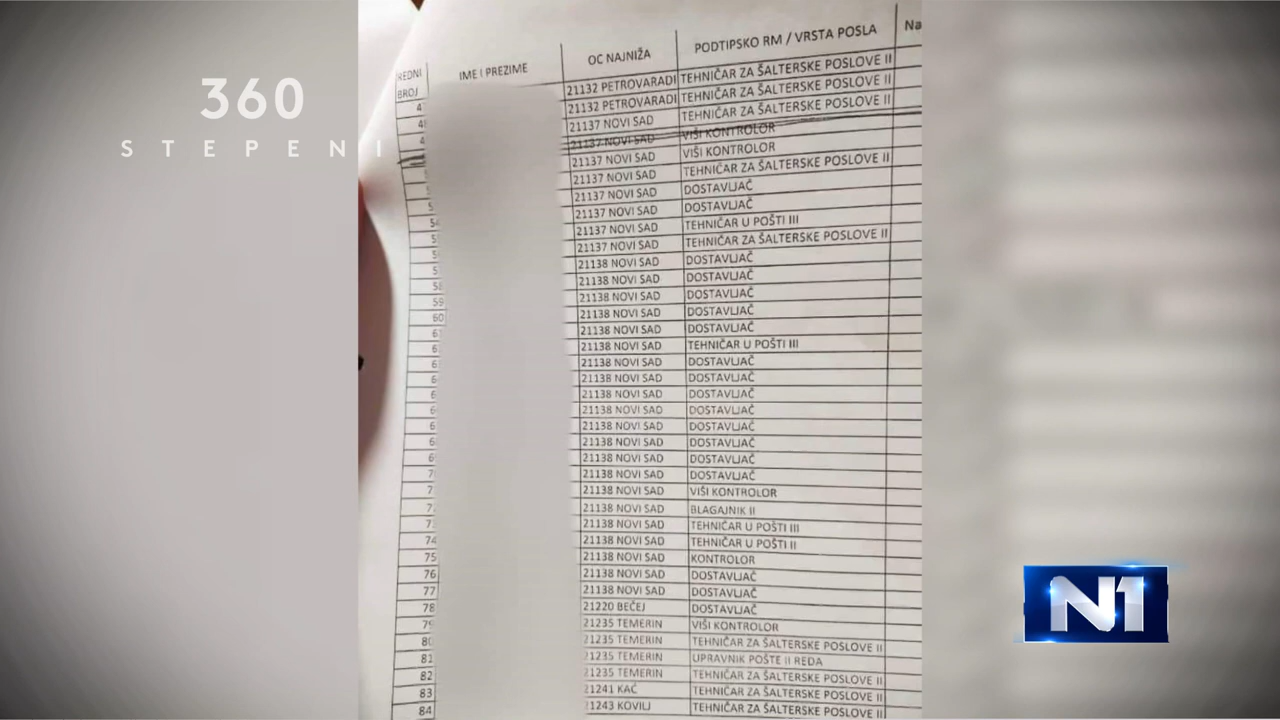 360
STEPENI
REDNI BROJ IME I PREZIME OC NAJNIŽA PODTIPSKO RM / VRSTA POSLA Na
21132 PETROVARADI TEHNIČAR ZA ŠALTERSKE POSLOVE II
21132 PETROVARADI TEHNIČAR ZA ŠALTERSKE POSLOVE II
21137 NOVI SAD TEHNIČAR ZA ŠALTERSKE POSLOVE II
21137 NOVI SAD VIŠI KONTROLOR
21137 NOVI SAD VIŠI KONTROLOR
21137 NOVI SAD TEHNIČAR ZA ŠALTERSKE POSLOVE II
21137 NOVI SAD DOSTAVLJAČ
21137 NOVI SAD DOSTAVLJAČ
21137 NOVI SAD TEHNIČAR U POŠTI III
21137 NOVI SAD TEHNIČAR ZA ŠALTERSKE POSLOVE II
21138 NOVI SAD DOSTAVLJAČ
58 21138 NOVI SAD DOSTAVLJAČ
59 21138 NOVI SAD DOSTAVLJAČ
60 21138 NOVI SAD DOSTAVLJAČ
21138 NOVI SAD DOSTAVLJAČ
21138 NOVI SAD TEHNIČAR U POŠTI III
21138 NOVI SAD DOSTAVLJAČ
21138 NOVI SAD DOSTAVLJAČ
21138 NOVI SAD DOSTAVLJAČ
21138 NOVI SAD DOSTAVLJAČ
21138 NOVI SAD DOSTAVLJAČ
21138 NOVI SAD DOSTAVLJAČ
21138 NOVI SAD DOSTAVLJAČ
21138 NOVI SAD DOSTAVLJAČ
21138 NOVI SAD VIŠI KONTROLOR
21138 NOVI SAD BLAGAJNIK II
21138 NOVI SAD TEHNIČAR U POŠTI III
74 21138 NOVI SAD TEHNIČAR U POŠTI II
75 21138 NOVI SAD KONTROLOR
76 21138 NOVI SAD DOSTAVLJAČ
77 21138 NOVI SAD DOSTAVLJAČ
78 21220 BEČEJ DOSTAVLJAČ
79 21235 TEMERIN VIŠI KONTROLOR
80 21235 TEMERIN TEHNIČAR ZA ŠALTERSKE POSLOVE II
81 21235 TEMERIN UPRAVNIK POŠTE II REDA
82 21235 TEMERIN TEHNIČAR ZA ŠALTERSKE POSLOVE II
83 21241 KAĆ TEHNIČAR ZA ŠALTERSKE POSLOVE II
84 21243 KOVILJ TEHNIČAR ZA ŠALTERSKE POSLOVE II
N1